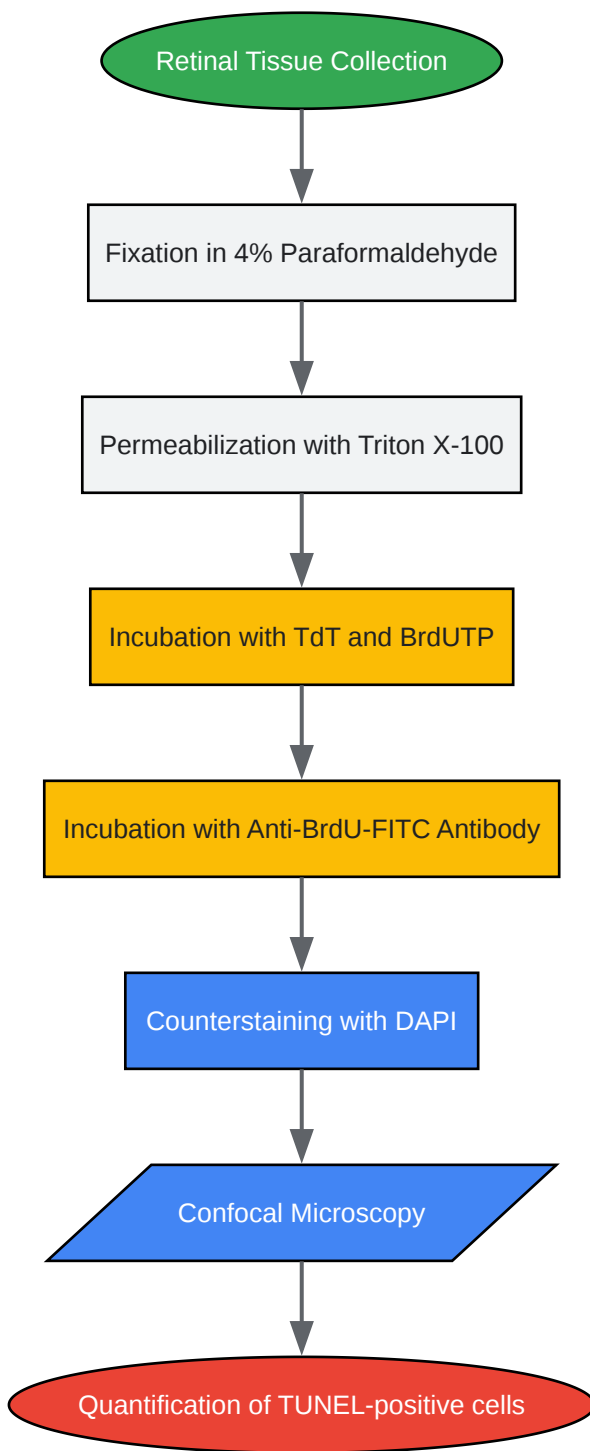 Retinal Tissue Collection
Fixation in 4% Paraformaldehyde
Permeabilization with Triton X-100
Incubation with TdT and BrdUTP
Incubation with Anti-BrdU-FITC Antibody
Counterstaining with DAPI
Confocal Microscopy
Quantification of TUNEL-positive cells